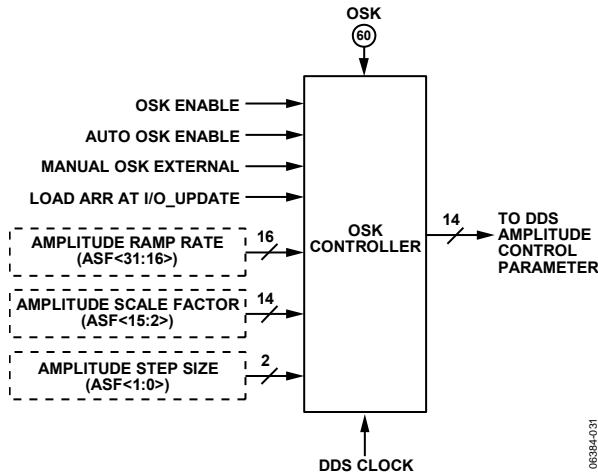 OSK
60
OSK ENABLE
AUTO OSK ENABLE
MANUAL OSK EXTERNAL
LOAD ARR AT I/O_UPDATE
AMPLITUDE RAMP RATE
(ASF<31:16>)
16
AMPLITUDE SCALE FACTOR
(ASF<15:2>)
14
AMPLITUDE STEP SIZE
(ASF<1:0>)
2
OSK
CONTROLLER
14
TO DDS
AMPLITUDE
CONTROL
PARAMETER
DDS CLOCK
06384-031